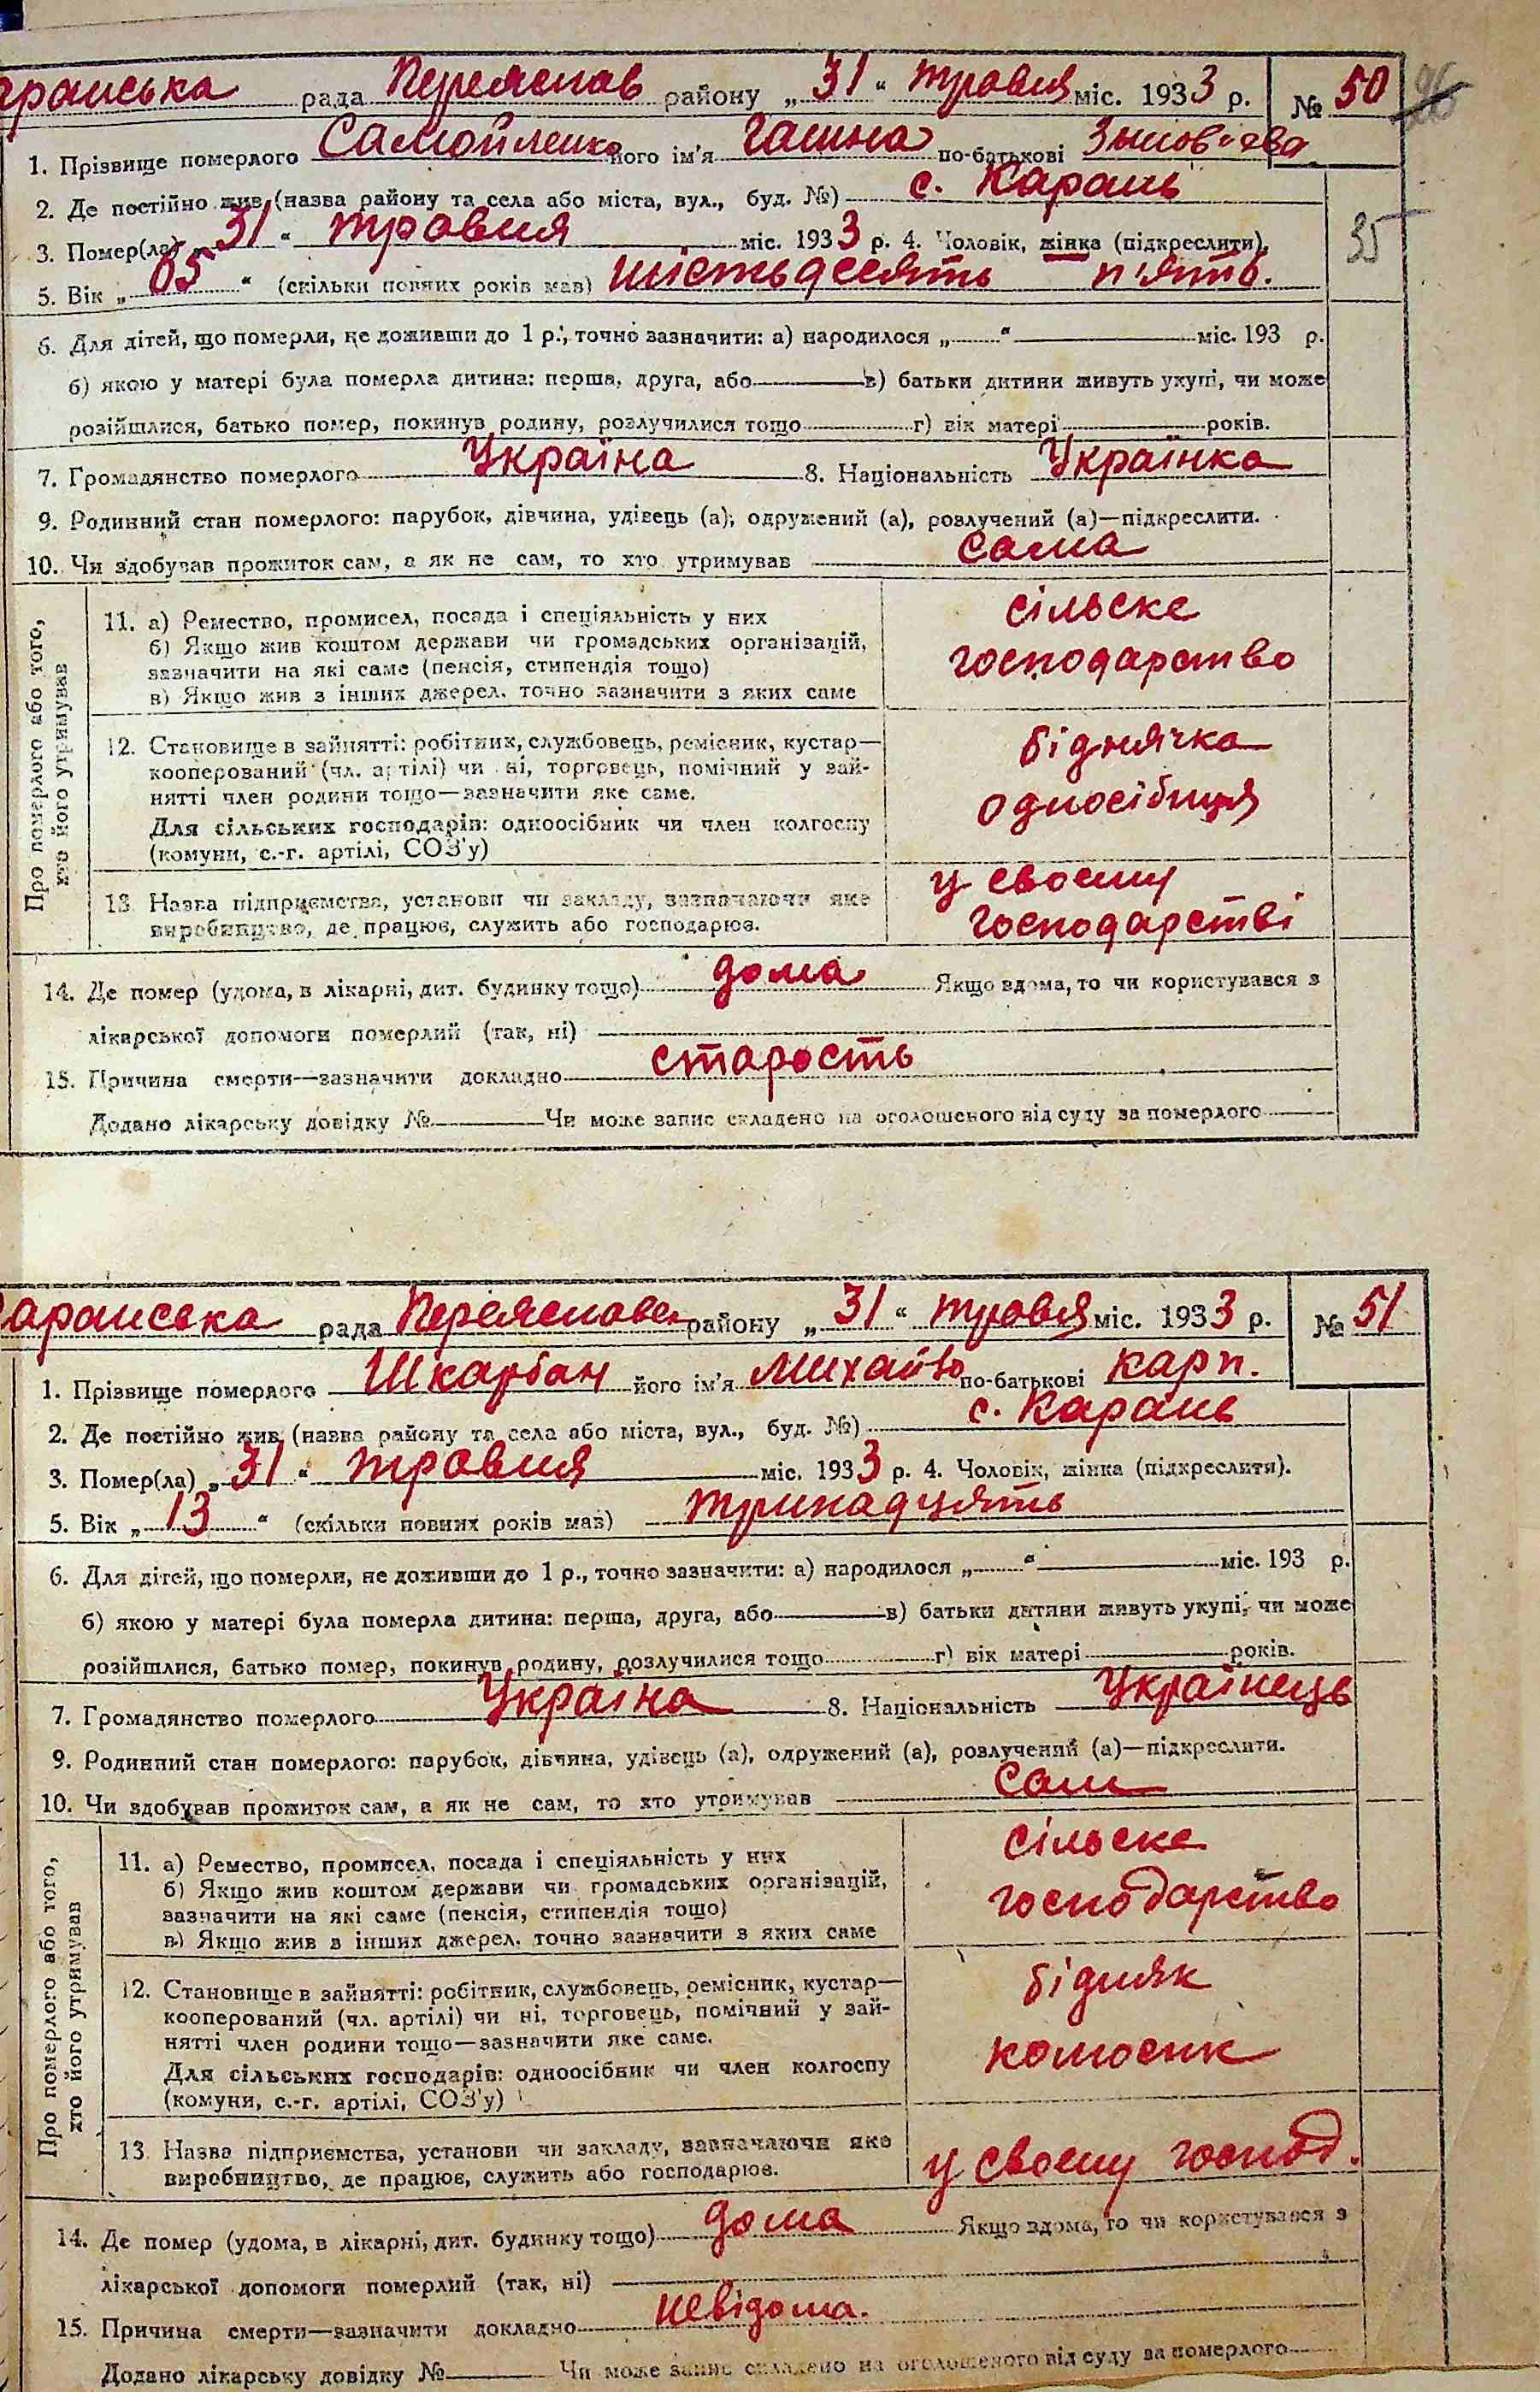 аранська рада Переяслав району „31“ травня міс. 1933 р. № 50 26
1. Прізвище померлого Самойленко його ім'я Галина по-батькові Зіновієва
2. Де постійно жив (назва району та села або міста, вул., буд. №) с. Карань
3. Помер(ла) „31“ травня міс. 1933 р. 4. Чоловік, жінка (підкреслити). 35
5. Вік „65“ (скільки повних років мав) шістьдесять п'ять.
6. Для дітей, що померли, не доживши до 1 р., точно зазначити: а) народилося „ “ міс. 193 р.
б) якою у матері була померла дитина: перша, друга, або в) батьки дитини живуть укупі, чи може
розійшлися, батько помер, покинув родину, розлучилися тощо г) вік матері років.
7. Громадянство померлого Україна 8. Національність Українка
9. Родинний стан померлого: парубок, дівчина, удівець (а), одружений (а), розлучений (а)—підкреслити.
10. Чи здобував прожиток сам, а як не сам, то хто утримував сама
Про померлого або того,
хто його утримував
11. а) Ремество, промисел, посада і спеціяльність у них
б) Якщо жив коштом держави чи громадських організацій,
зазначити на які саме (пенсія, стипендія тощо)
в) Якщо жив з інших джерел, точно зазначити з яких саме
сільске
господарство
12. Становище в зайнятті: робітник, службовець, ремісник, кустар—
кооперований (чл. артілі) чи ні, торговець, помічний у зай-
нятті член родини тощо—зазначити яке саме.
Для сільських господарів: одноосібник чи член колгоспу
(комуни, с.-г. артілі, СОЗ'у)
біднячка
односібниця
13 Назва підприємства, установи чи закладу, зазначаючи яке
виробництво, де працює, служить або господарює.
у своєму
господарстві
14. Де помер (удома, в лікарні, дит. будинку тощо) дома Якщо вдома, то чи користувався з
лікарської допомоги померлий (так, ні)
15. Причина смерти—зазначити докладно старость
Додано лікарську довідку № Чи може запис складено на оголошеного від суду за померлого
аранська рада Переяславськ району „31“ травня міс. 1933 р. № 51
1. Прізвище померлого Шкарбан його ім'я Михайло по-батькові Карп.
2. Де постійно жив (назва району та села або міста, вул., буд. №) с. Карань
3. Помер(ла) „31“ травня міс. 1933 р. 4. Чоловік, жінка (підкреслити).
5. Вік „13“ (скільки повних років мав) тринадцять
6. Для дітей, що померли, не доживши до 1 р., точно зазначити: а) народилося „ “ міс. 193 р.
б) якою у матері була померла дитина: перша, друга, або в) батьки дитини живуть укупі, чи може
розійшлися, батько помер, покинув родину, розлучилися тощо г) вік матері років.
7. Громадянство померлого Україна 8. Національність Українець
9. Родинний стан померлого: парубок, дівчина, удівець (а), одружений (а), розлучений (а)—підкреслити.
10. Чи здобував прожиток сам, а як не сам, то хто утримував сам
Про померлого або того,
хто його утримував
11. а) Ремество, промисел, посада і спеціяльність у них
б) Якщо жив коштом держави чи громадських організацій,
зазначити на які саме (пенсія, стипендія тощо)
в) Якщо жив з інших джерел, точно зазначити з яких саме
сільске
господарство
12. Становище в зайнятті: робітник, службовець, ремісник, кустар—
кооперований (чл. артілі) чи ні, торговець, помічний у зай-
нятті член родини тощо—зазначити яке саме.
Для сільських господарів: одноосібник чи член колгоспу
(комуни, с.-г. артілі, СОЗ'у)
бідняк
колгосник
13. Назва підприємства, установи чи закладу, зазначаючи яке
виробництво, де працює, служить або господарює.
у своєму господ.
14. Де помер (удома, в лікарні, дит. будинку тощо) дома Якщо вдома, то чи користувався з
лікарської допомоги померлий (так, ні)
15. Причина смерти—зазначити докладно невідома.
Додано лікарську довідку № Чи може запис складено на оголошеного від суду за померлого